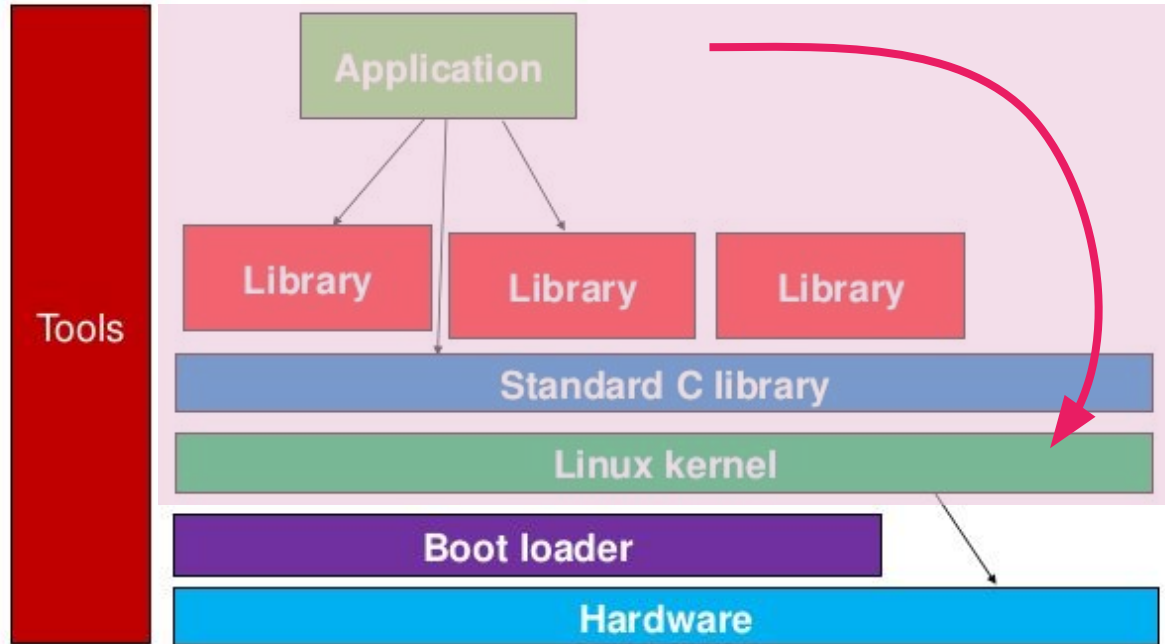 Application
Tools
Library
Library
Library
Standard C library
Linux kernel
Boot loader
Hardware